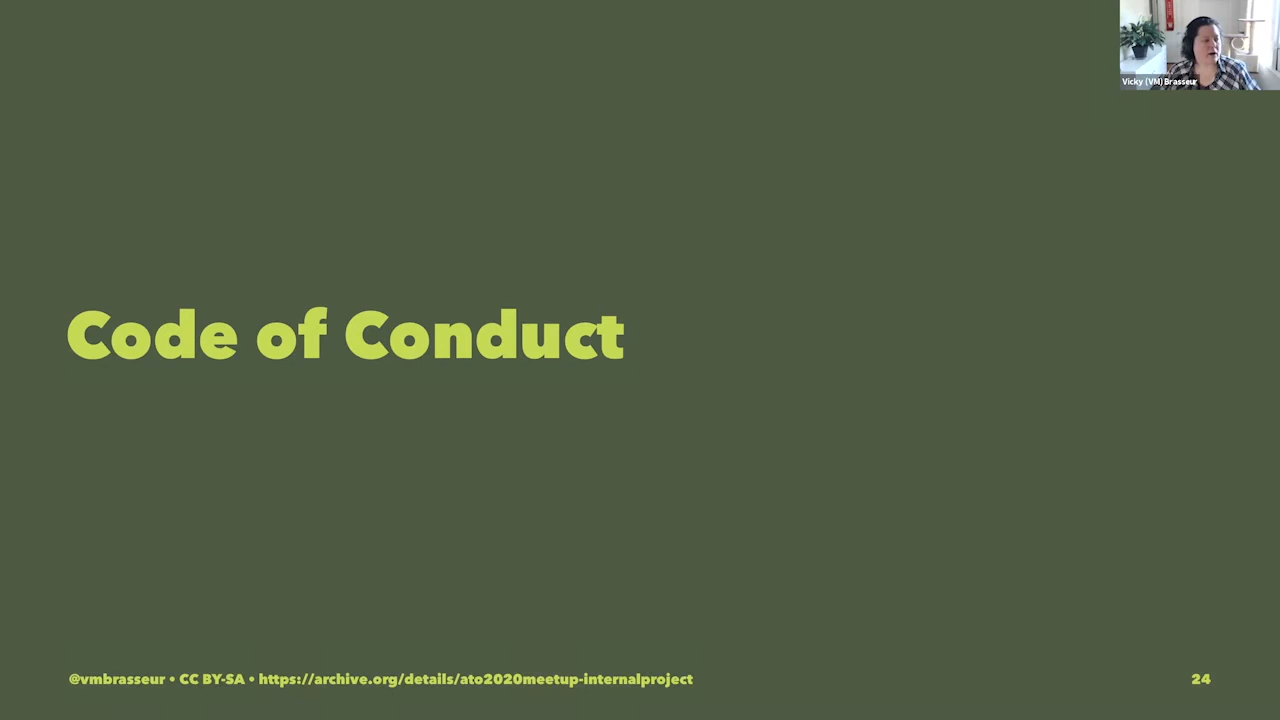 Vicky (VM) Brasseur
Code of Conduct
@vmbrasseur • CC BY-SA • https://archive.org/details/ato2020meetup-internalproject
24